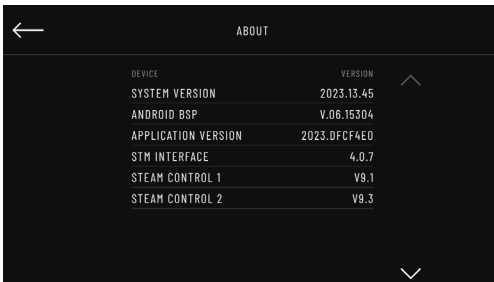 ABOUT
DEVICE VERSION
SYSTEM VERSION 2023.13.45
ANDROID BSP V.06.15304
APPLICATION VERSION 2023.DFCF4E0
STM INTERFACE 4.0.7
STEAM CONTROL 1 V9.1
STEAM CONTROL 2 V9.3